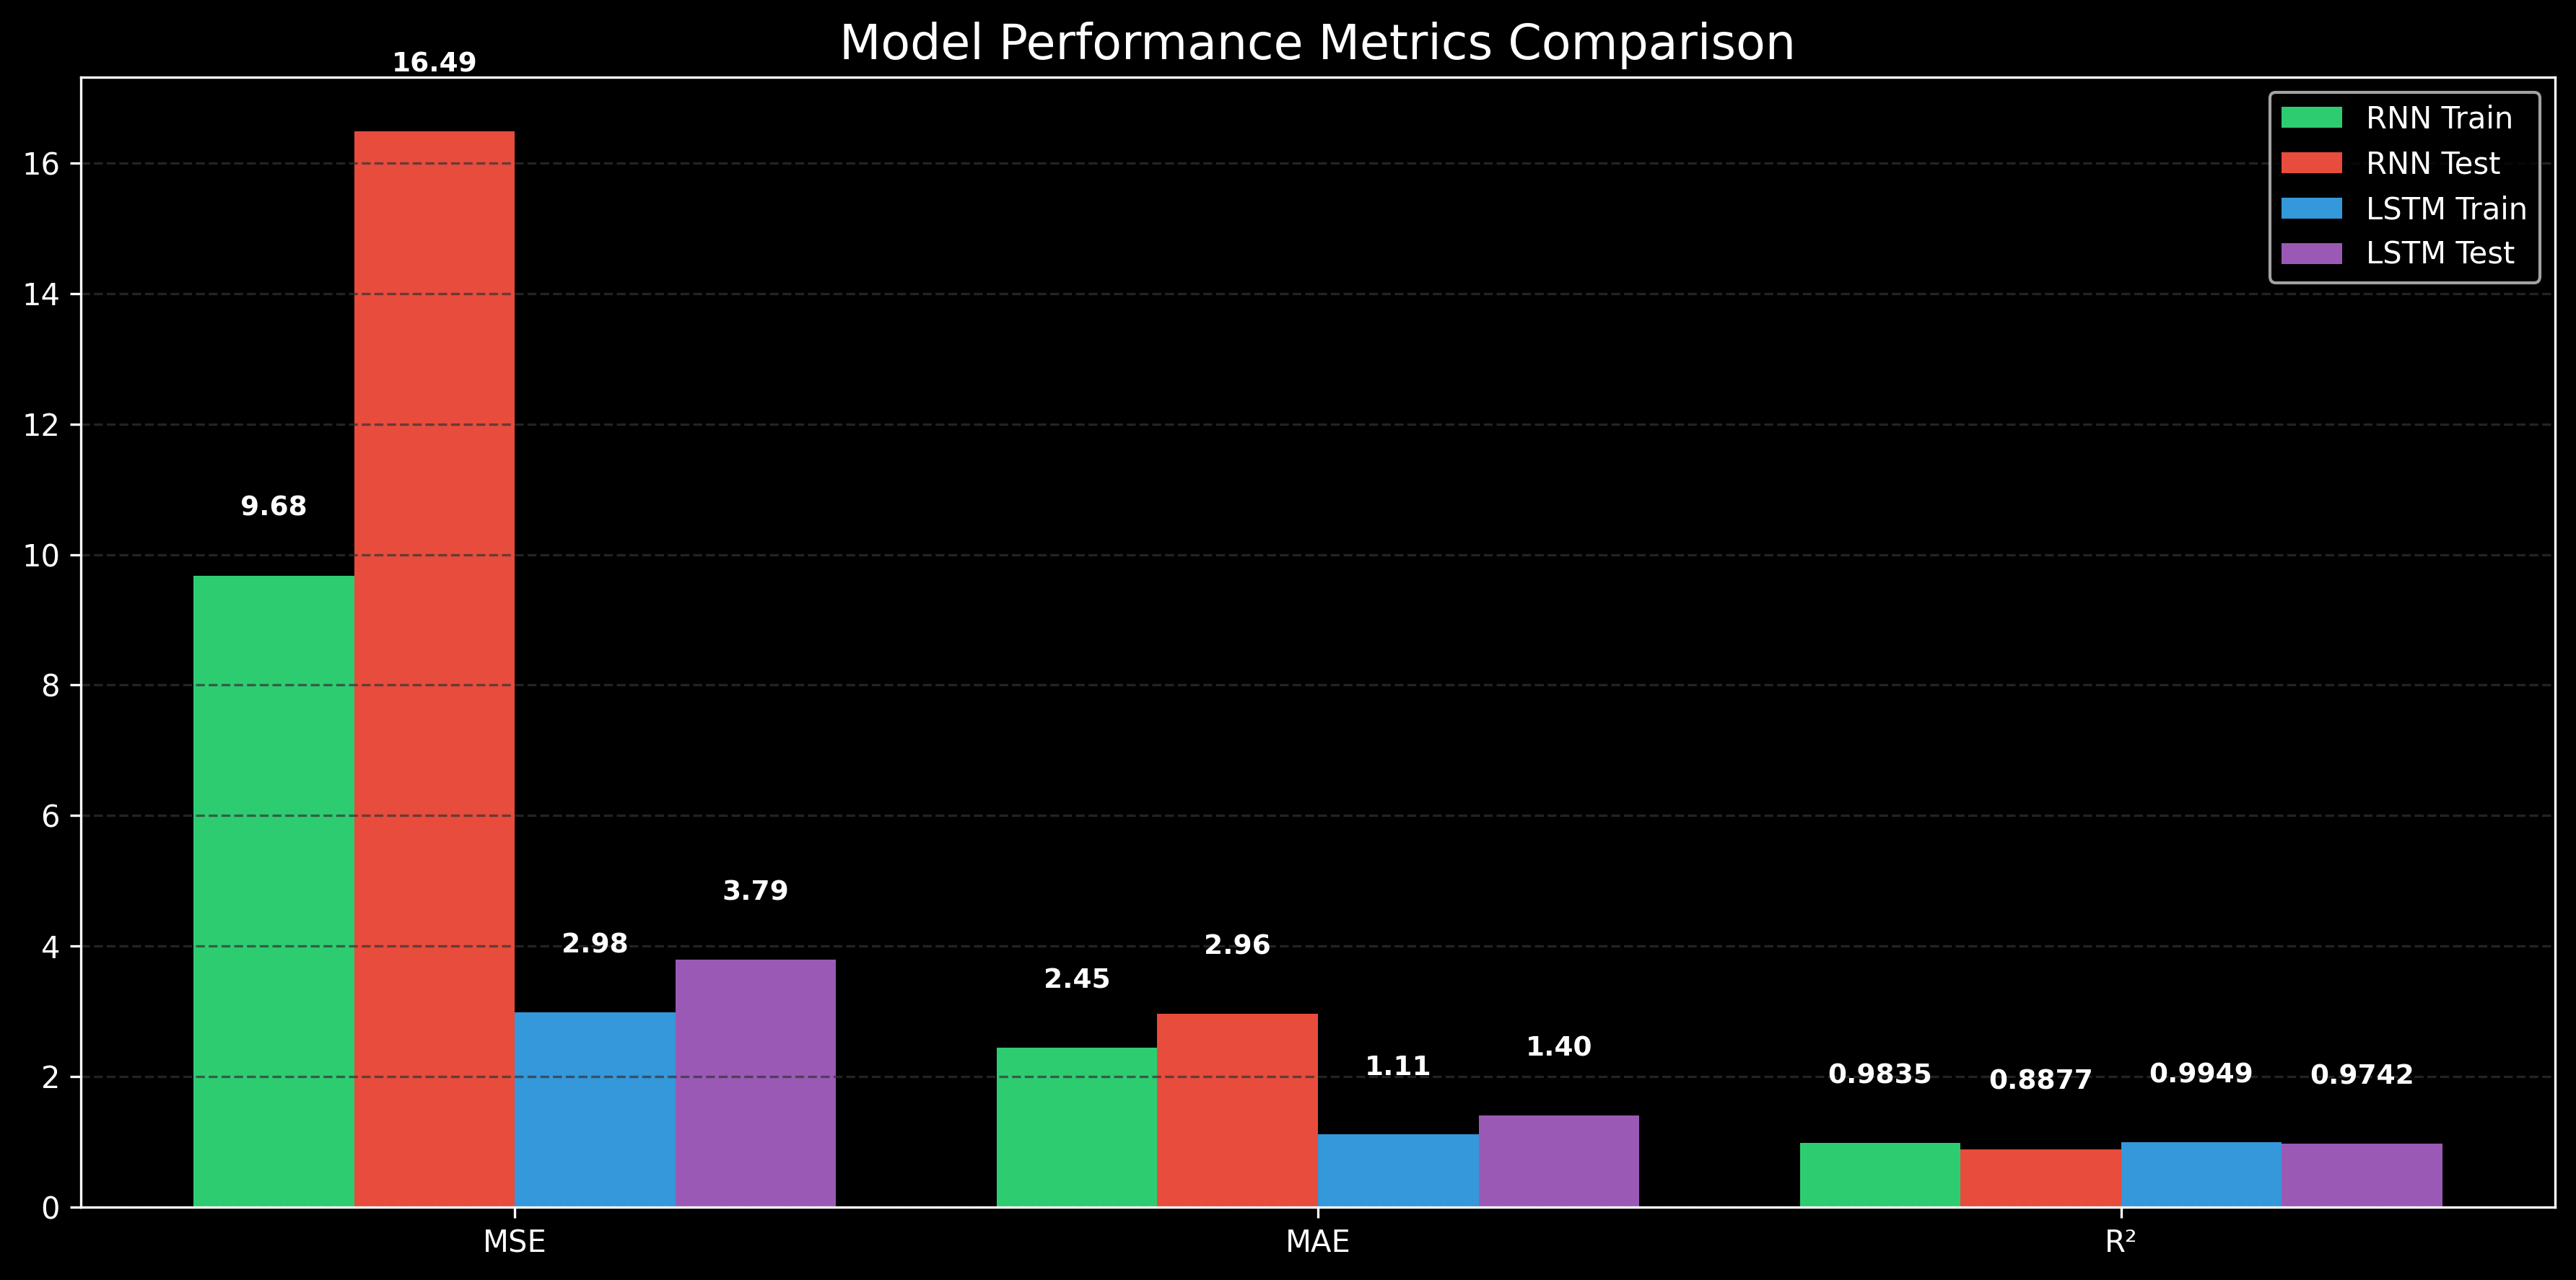 Model Performance Metrics Comparison
16.49
RNN Train
RNN Test
LSTM Train
LSTM Test
16
14
12
10
8
6
4
2
0
9.68
2.98
3.79
2.45
2.96
1.11
1.40
0.9835
0.8877
0.9949
0.9742
MSE
MAE
R²